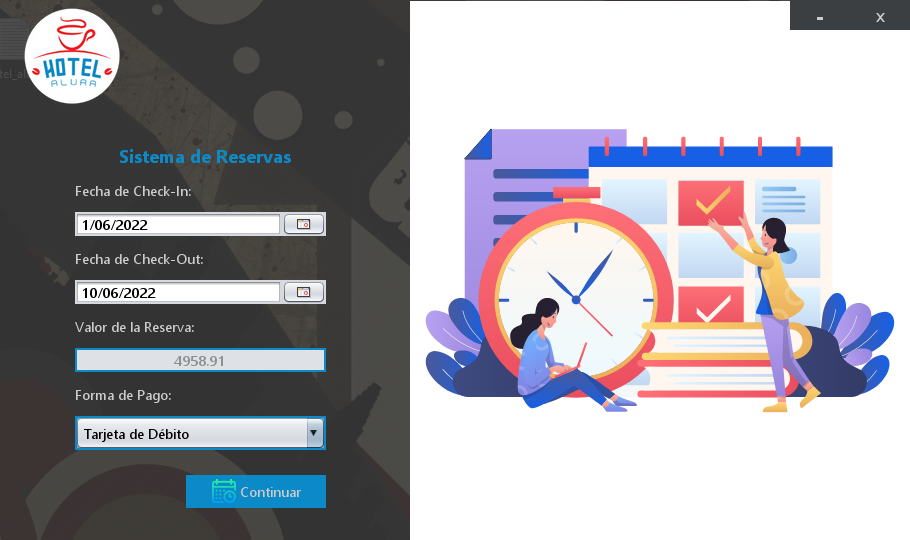 HOTEL
ALURA
tel_al
- x
Sistema de Reservas
Fecha de Check-In:
1/06/2022
Fecha de Check-Out:
10/06/2022
Valor de la Reserva:
4958.91
Forma de Pago:
Tarjeta de Débito
Continuar